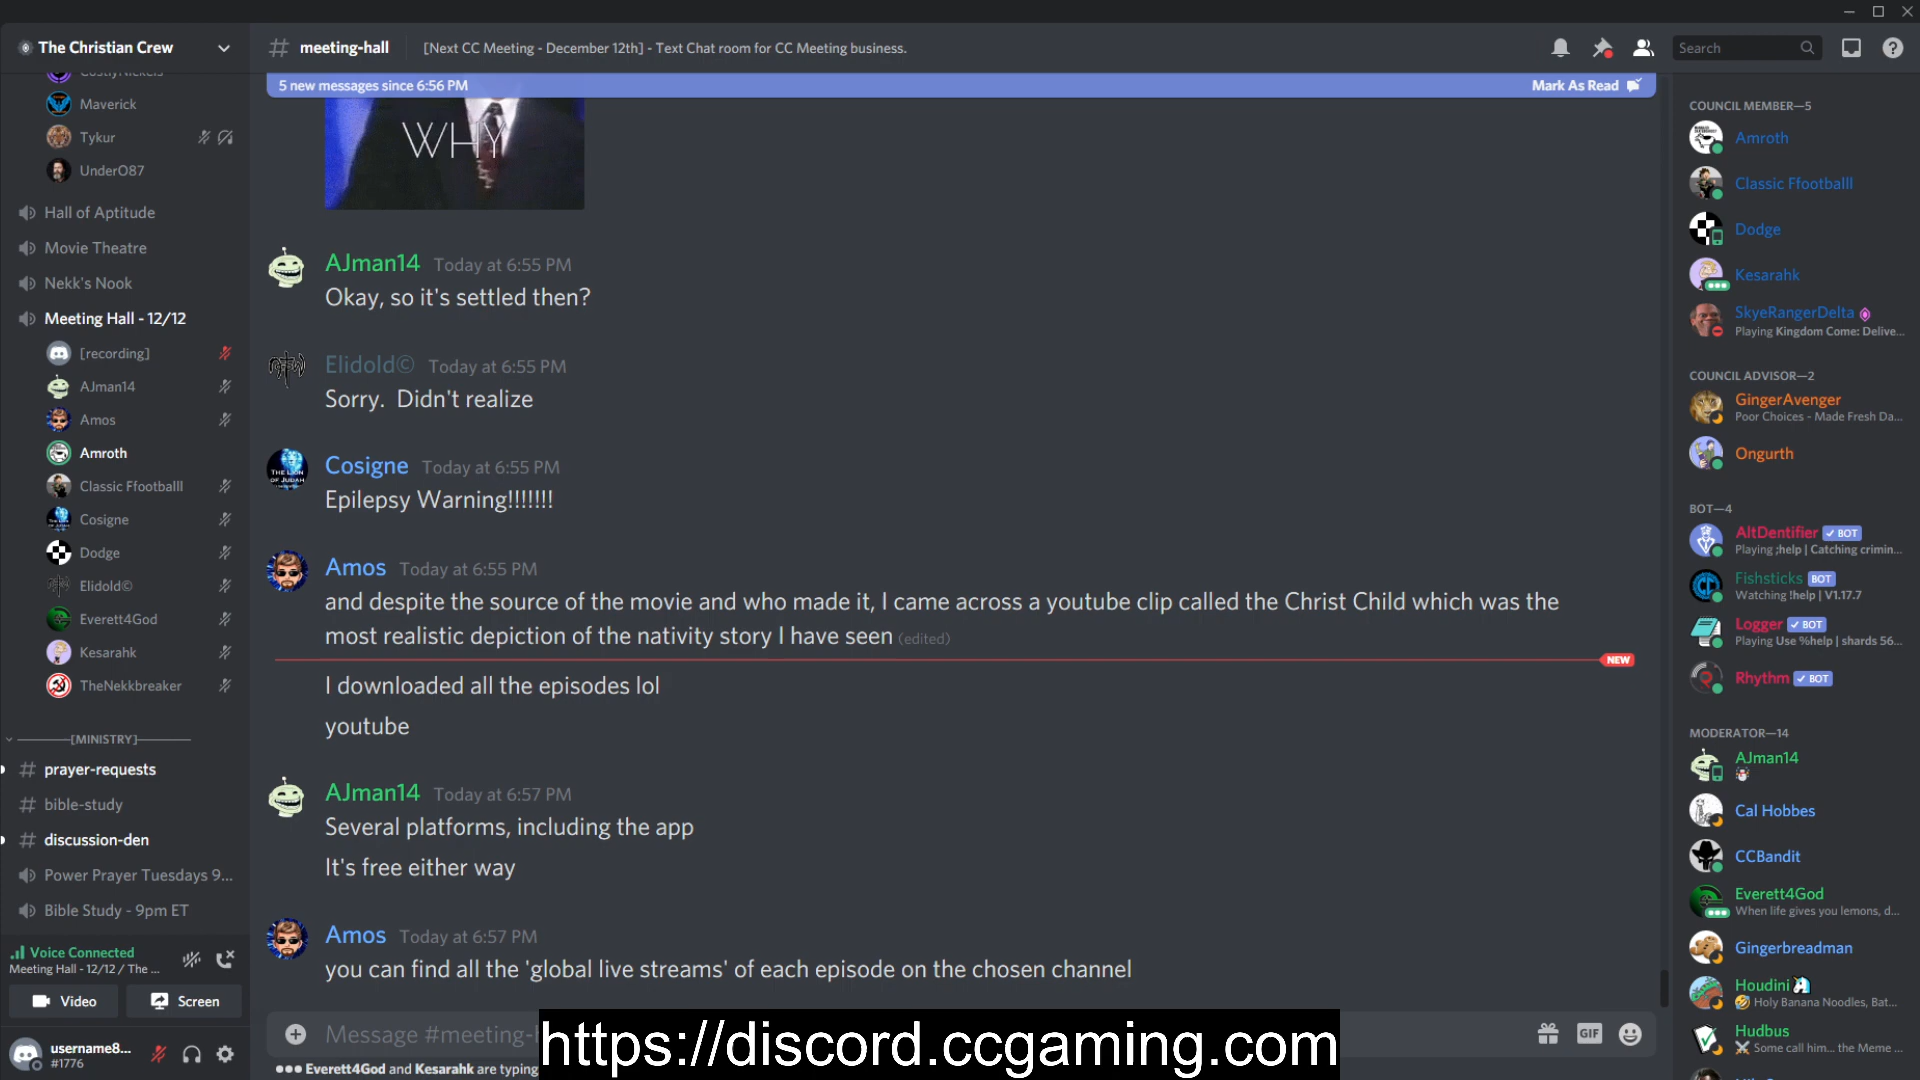 The Christian Crew
CostlyNickels
Maverick
Tykur
UnderO87
Hall of Aptitude
Movie Theatre
Nekk's Nook
Meeting Hall - 12/12
[recording]
AJman14
Amos
Amroth
Classic Ffootballl
Cosigne
Dodge
Elidold©
Everett4God
Kesarahk
TheNekkbreaker
[MINISTRY]
prayer-requests
bible-study
discussion-den
Power Prayer Tuesdays 9...
Bible Study - 9pm ET
Voice Connected
Meeting Hall - 12/12 / The ...
Video Screen
username8...
#1776
meeting-hall [Next CC Meeting - December 12th] - Text Chat room for CC Meeting business.
5 new messages since 6:56 PM Mark As Read
WHY
AJman14 Today at 6:55 PM
Okay, so it's settled then?
Elidold© Today at 6:55 PM
Sorry. Didn't realize
THE LION
OF JUDAH
Cosigne Today at 6:55 PM
Epilepsy Warning!!!!!!!
Amos Today at 6:55 PM
and despite the source of the movie and who made it, I came across a youtube clip called the Christ Child which was the
most realistic depiction of the nativity story I have seen (edited)
NEW
I downloaded all the episodes lol
youtube
AJman14 Today at 6:57 PM
Several platforms, including the app
It's free either way
Amos Today at 6:57 PM
you can find all the 'global live streams' of each episode on the chosen channel
Message #meeting-
GIF
https://discord.ccgaming.com
Everett4God and Kesarahk are typing
Search
COUNCIL MEMBER—5
Amroth
Classic Ffootballl
Dodge
Kesarahk
SkyeRangerDelta
Playing Kingdom Come: Delive...
COUNCIL ADVISOR—2
GingerAvenger
Poor Choices - Made Fresh Da...
Ongurth
BOT—4
AltDentifier BOT
Playing ;help | Catching crimin...
Fishsticks BOT
Watching !help | V1.17.7
Logger BOT
Playing Use %help | shards 56...
Rhythm BOT
MODERATOR—14
AJman14
Cal Hobbes
CCBandit
Everett4God
When life gives you lemons, d...
Gingerbreadman
Houdini
Holy Banana Noodles, Bat...
Hudbus
Some call him... the Meme ...